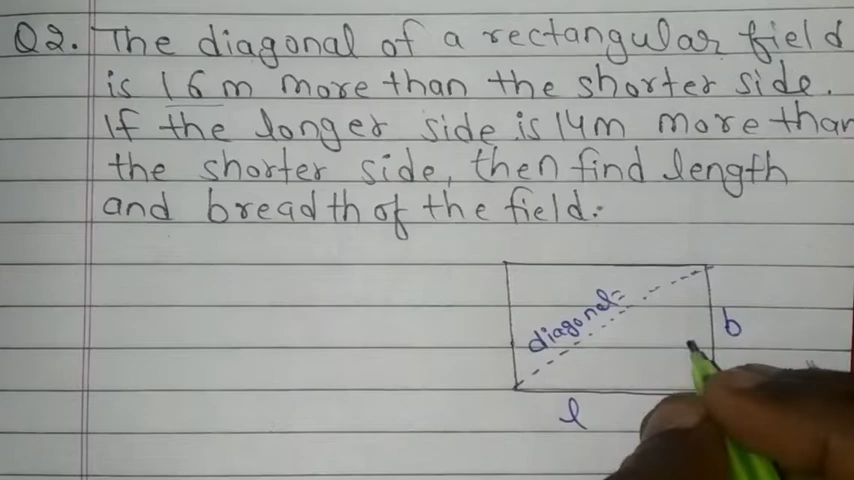 Q2. The diagonal of a rectangular field
is 16m more than the shorter side.
If the longer side is 14m more than
the shorter side, then find length
and breadth of the field.
diagonal=
b
l